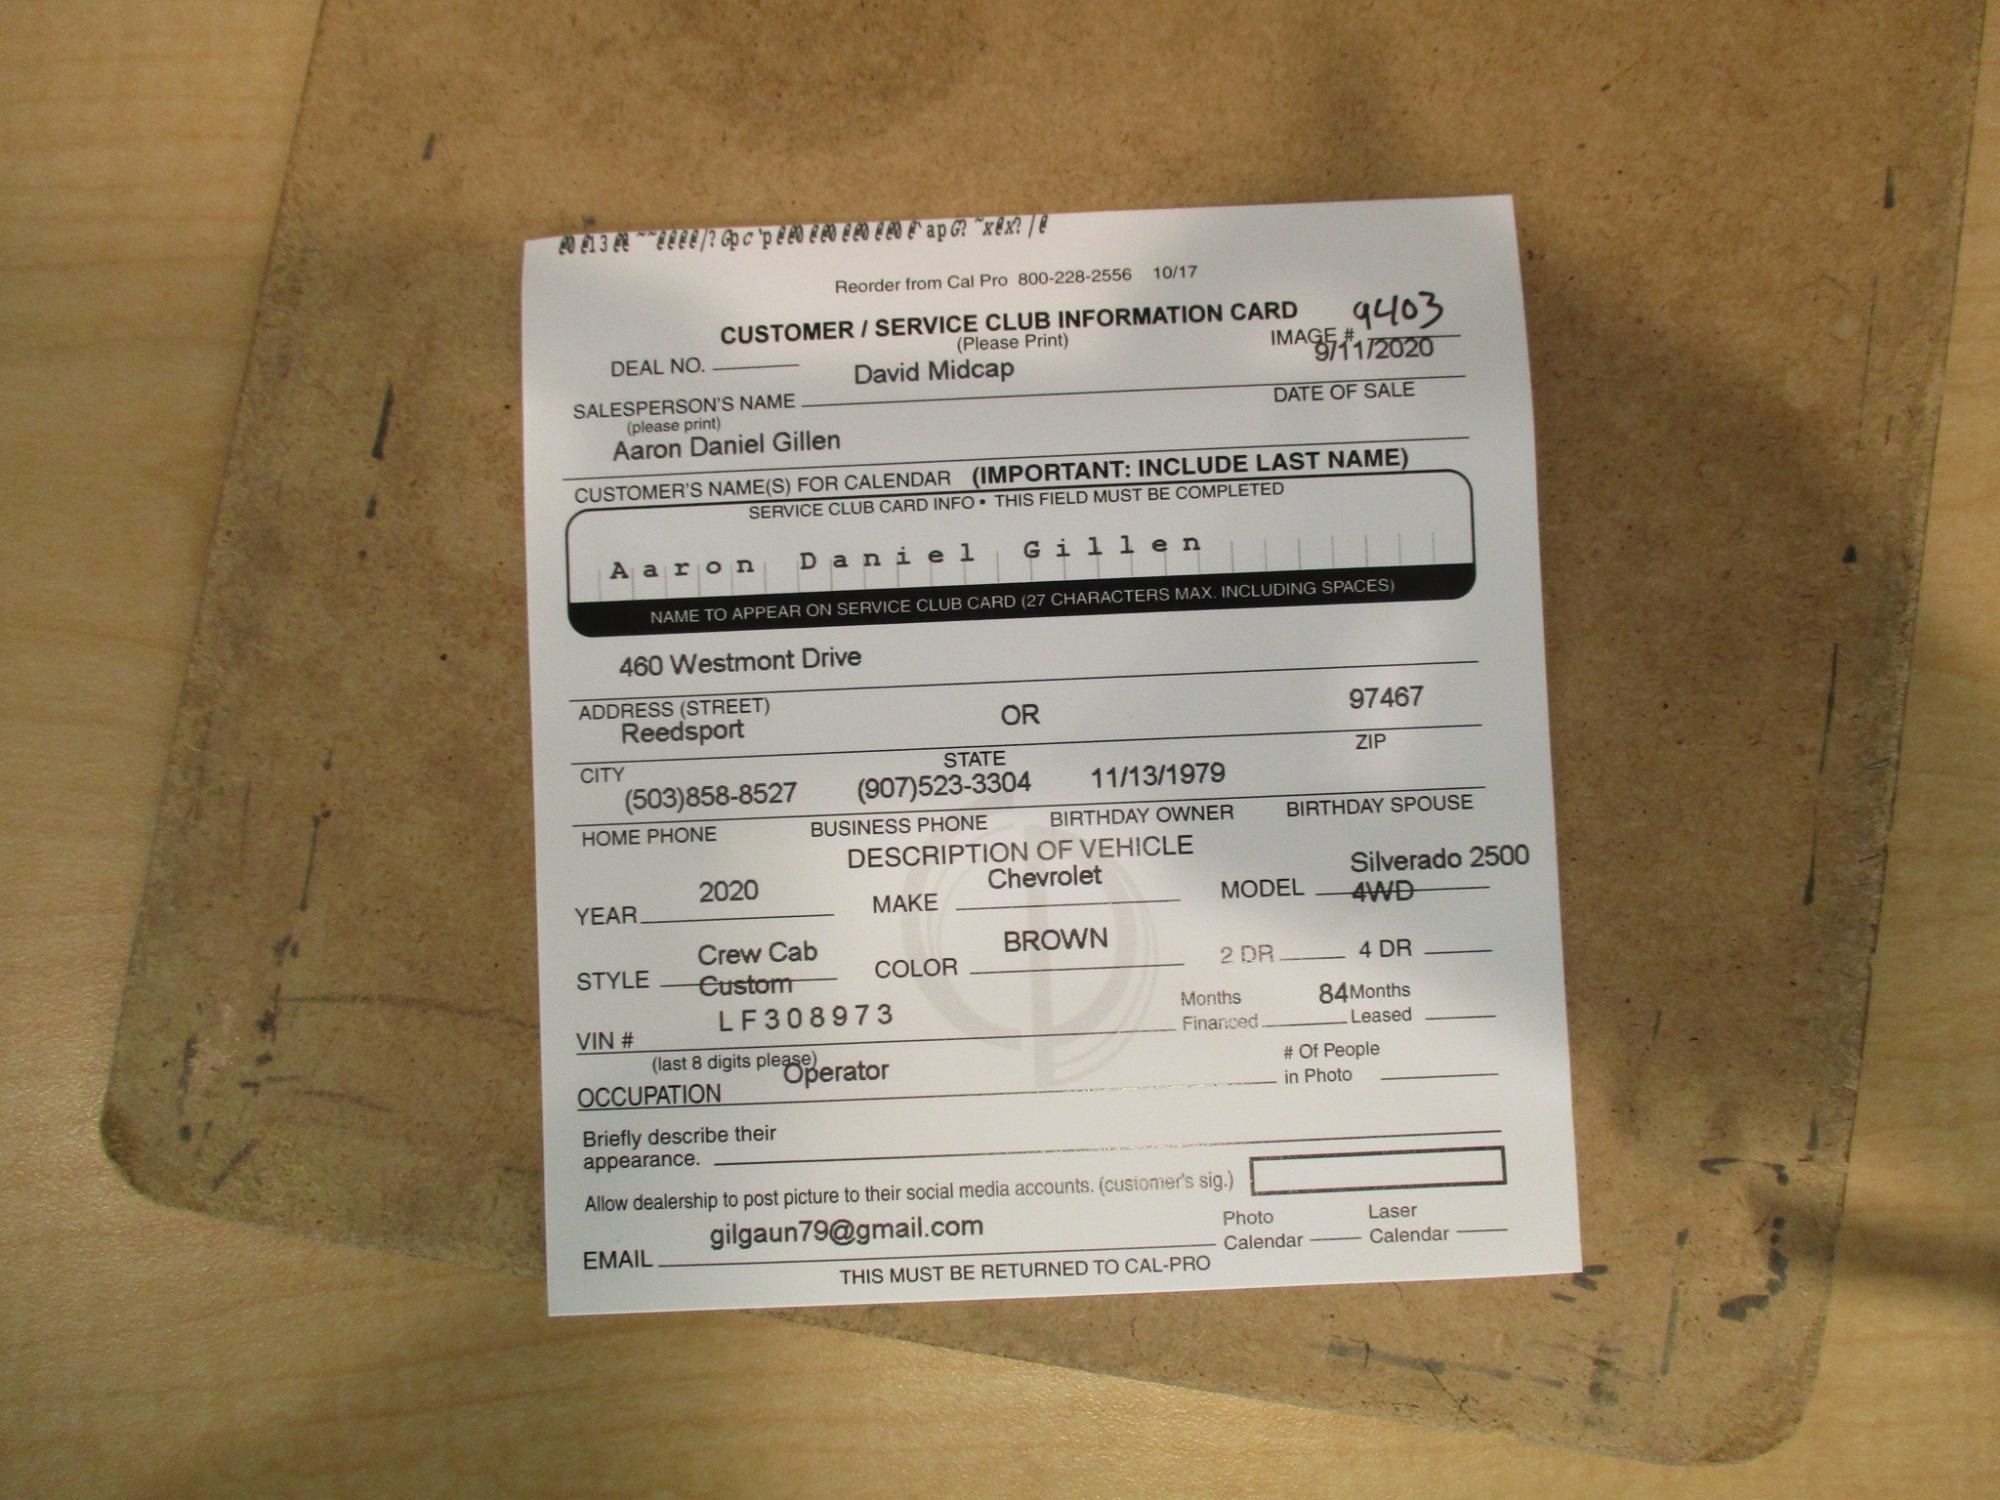 Reorder from Cal Pro 800-228-2556 10/17
CUSTOMER / SERVICE CLUB INFORMATION CARD 9403
(Please Print) IMAGE #
DEAL NO. David Midcap 9/11/2020
SALESPERSON'S NAME DATE OF SALE
(please print)
Aaron Daniel Gillen
CUSTOMER'S NAME(S) FOR CALENDAR (IMPORTANT: INCLUDE LAST NAME)
SERVICE CLUB CARD INFO • THIS FIELD MUST BE COMPLETED
Aaron Daniel Gillen
NAME TO APPEAR ON SERVICE CLUB CARD (27 CHARACTERS MAX. INCLUDING SPACES)
460 Westmont Drive
ADDRESS (STREET)
Reedsport OR 97467
CITY STATE ZIP
(503)858-8527 (907)523-3304 11/13/1979
HOME PHONE BUSINESS PHONE BIRTHDAY OWNER BIRTHDAY SPOUSE
DESCRIPTION OF VEHICLE
2020 Chevrolet Silverado 2500
YEAR MAKE MODEL 4WD
Crew Cab BROWN
STYLE Custom COLOR 2 DR 4 DR
LF308973 Months 84 Months
VIN # Financed Leased
(last 8 digits please) # Of People
OCCUPATION Operator in Photo
Briefly describe their
appearance.
Allow dealership to post picture to their social media accounts. (customer's sig.)
gilgaun79@gmail.com Photo Laser
EMAIL Calendar Calendar
THIS MUST BE RETURNED TO CAL-PRO